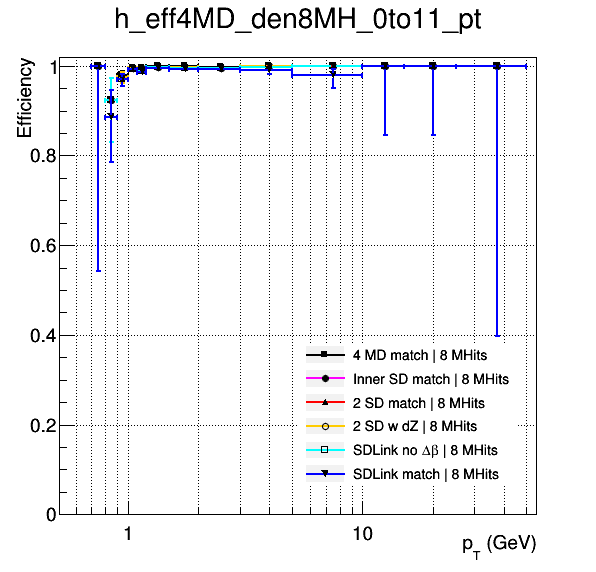 h_eff4MD_den8MH_0to11_pt
Efficiency
1
0.8
0.6
0.4
0.2
0
4 MD match | 8 MHits
Inner SD match | 8 MHits
2 SD match | 8 MHits
2 SD w dZ | 8 MHits
SDLink no Δβ | 8 MHits
SDLink match | 8 MHits
1
10
p_T (GeV)